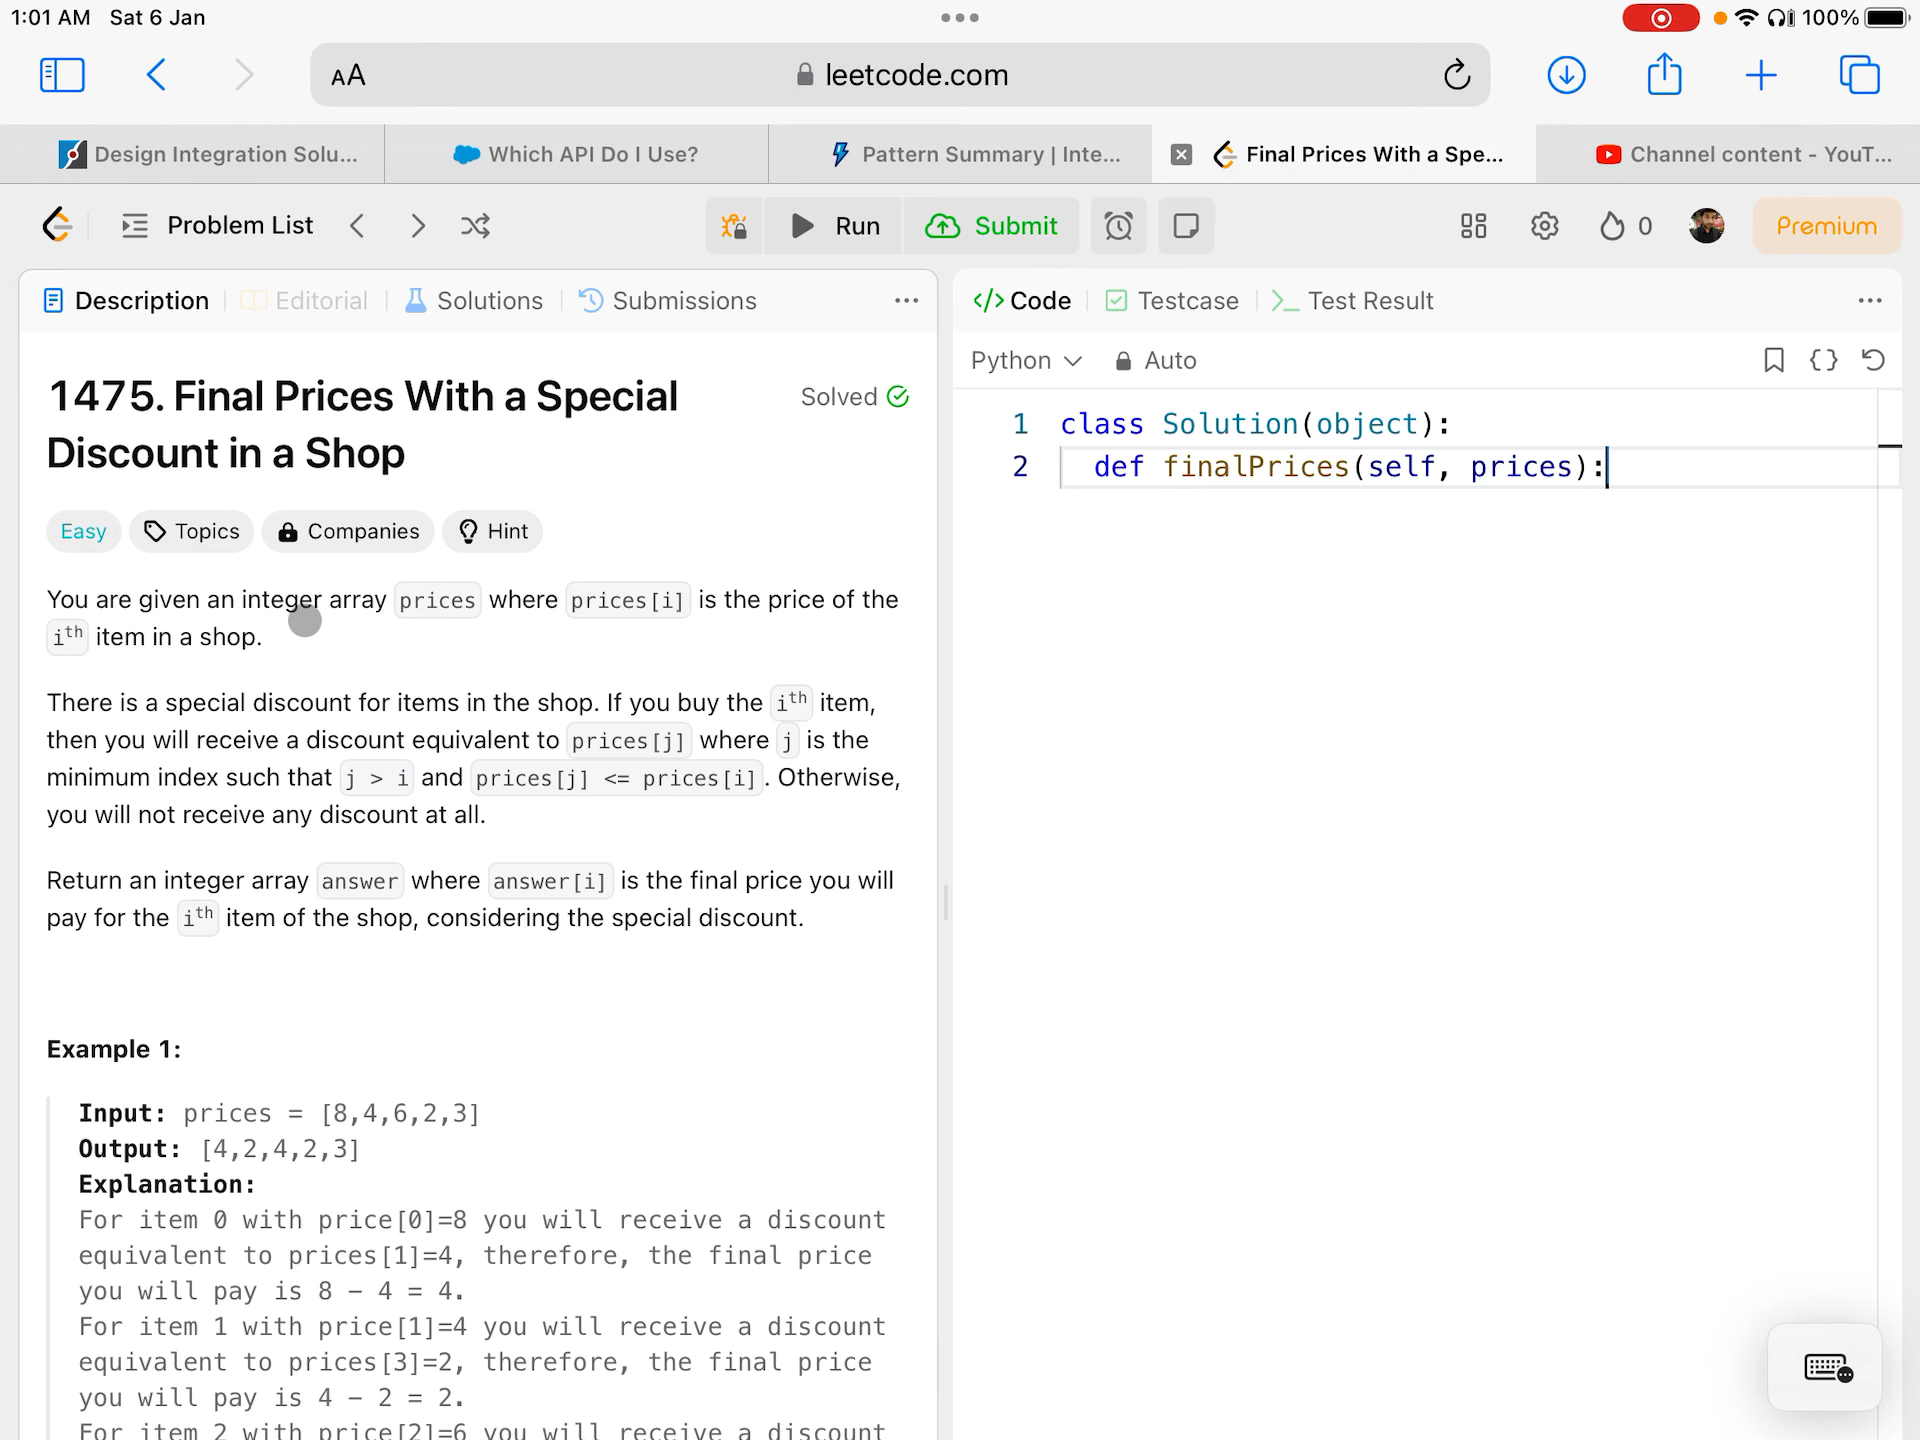 1:01 AM Sat 6 Jan
100%
AA
leetcode.com
Design Integration Solu...
Which API Do I Use?
Pattern Summary | Inte...
Final Prices With a Spe...
Channel content - YouT...
Problem List
Run
Submit
0
Premium
Description
Editorial
Solutions
Submissions
Code
Testcase
Test Result
1475. Final Prices With a Special
Discount in a Shop
Solved
Easy
Topics
Companies
Hint
You are given an integer array prices where prices[i] is the price of the
ith item in a shop.
There is a special discount for items in the shop. If you buy the ith item,
then you will receive a discount equivalent to prices[j] where j is the
minimum index such that j > i and prices[j] <= prices[i]. Otherwise,
you will not receive any discount at all.
Return an integer array answer where answer[i] is the final price you will
pay for the ith item of the shop, considering the special discount.
Example 1:
Input: prices = [8,4,6,2,3]
Output: [4,2,4,2,3]
Explanation:
For item 0 with price[0]=8 you will receive a discount
equivalent to prices[1]=4, therefore, the final price
you will pay is 8 - 4 = 4.
For item 1 with price[1]=4 you will receive a discount
equivalent to prices[3]=2, therefore, the final price
you will pay is 4 - 2 = 2.
For item 2 with price[2]=6 you will receive a discount
Python
Auto
1 class Solution(object):
2 def finalPrices(self, prices):